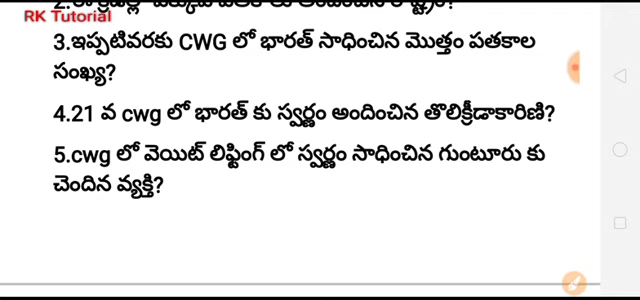 RK Tutorial
3.ఇప్పటివరకు CWG లో భారత్ సాధించిన మొత్తం పతకాల
సంఖ్య?
4.21 వ cwg లో భారత్ కు స్వర్ణం అందించిన తొలిక్రీడాకారిణి?
5.cwg లో వెయిట్ లిఫ్టింగ్ లో స్వర్ణం సాధించిన గుంటూరు కు
చెందిన వ్యక్తి?